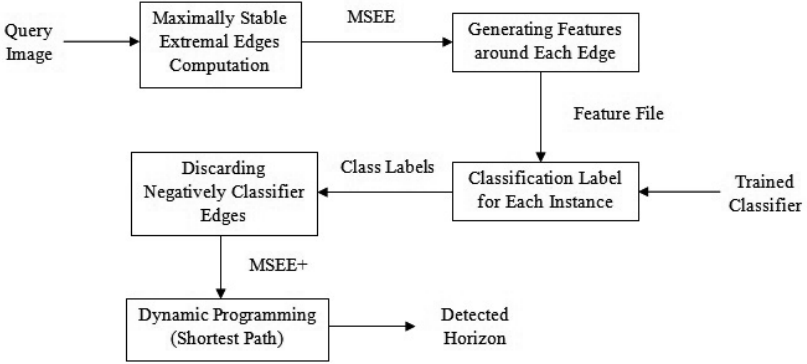 Query
Image
Maximally Stable
Extremal Edges
Computation
MSEE
Generating Features
around Each Edge
Feature File
Discarding
Negatively Classifier
Edges
Class Labels
Classification Label
for Each Instance
Trained
Classifier
MSEE+
Dynamic Programming
(Shortest Path)
Detected
Horizon